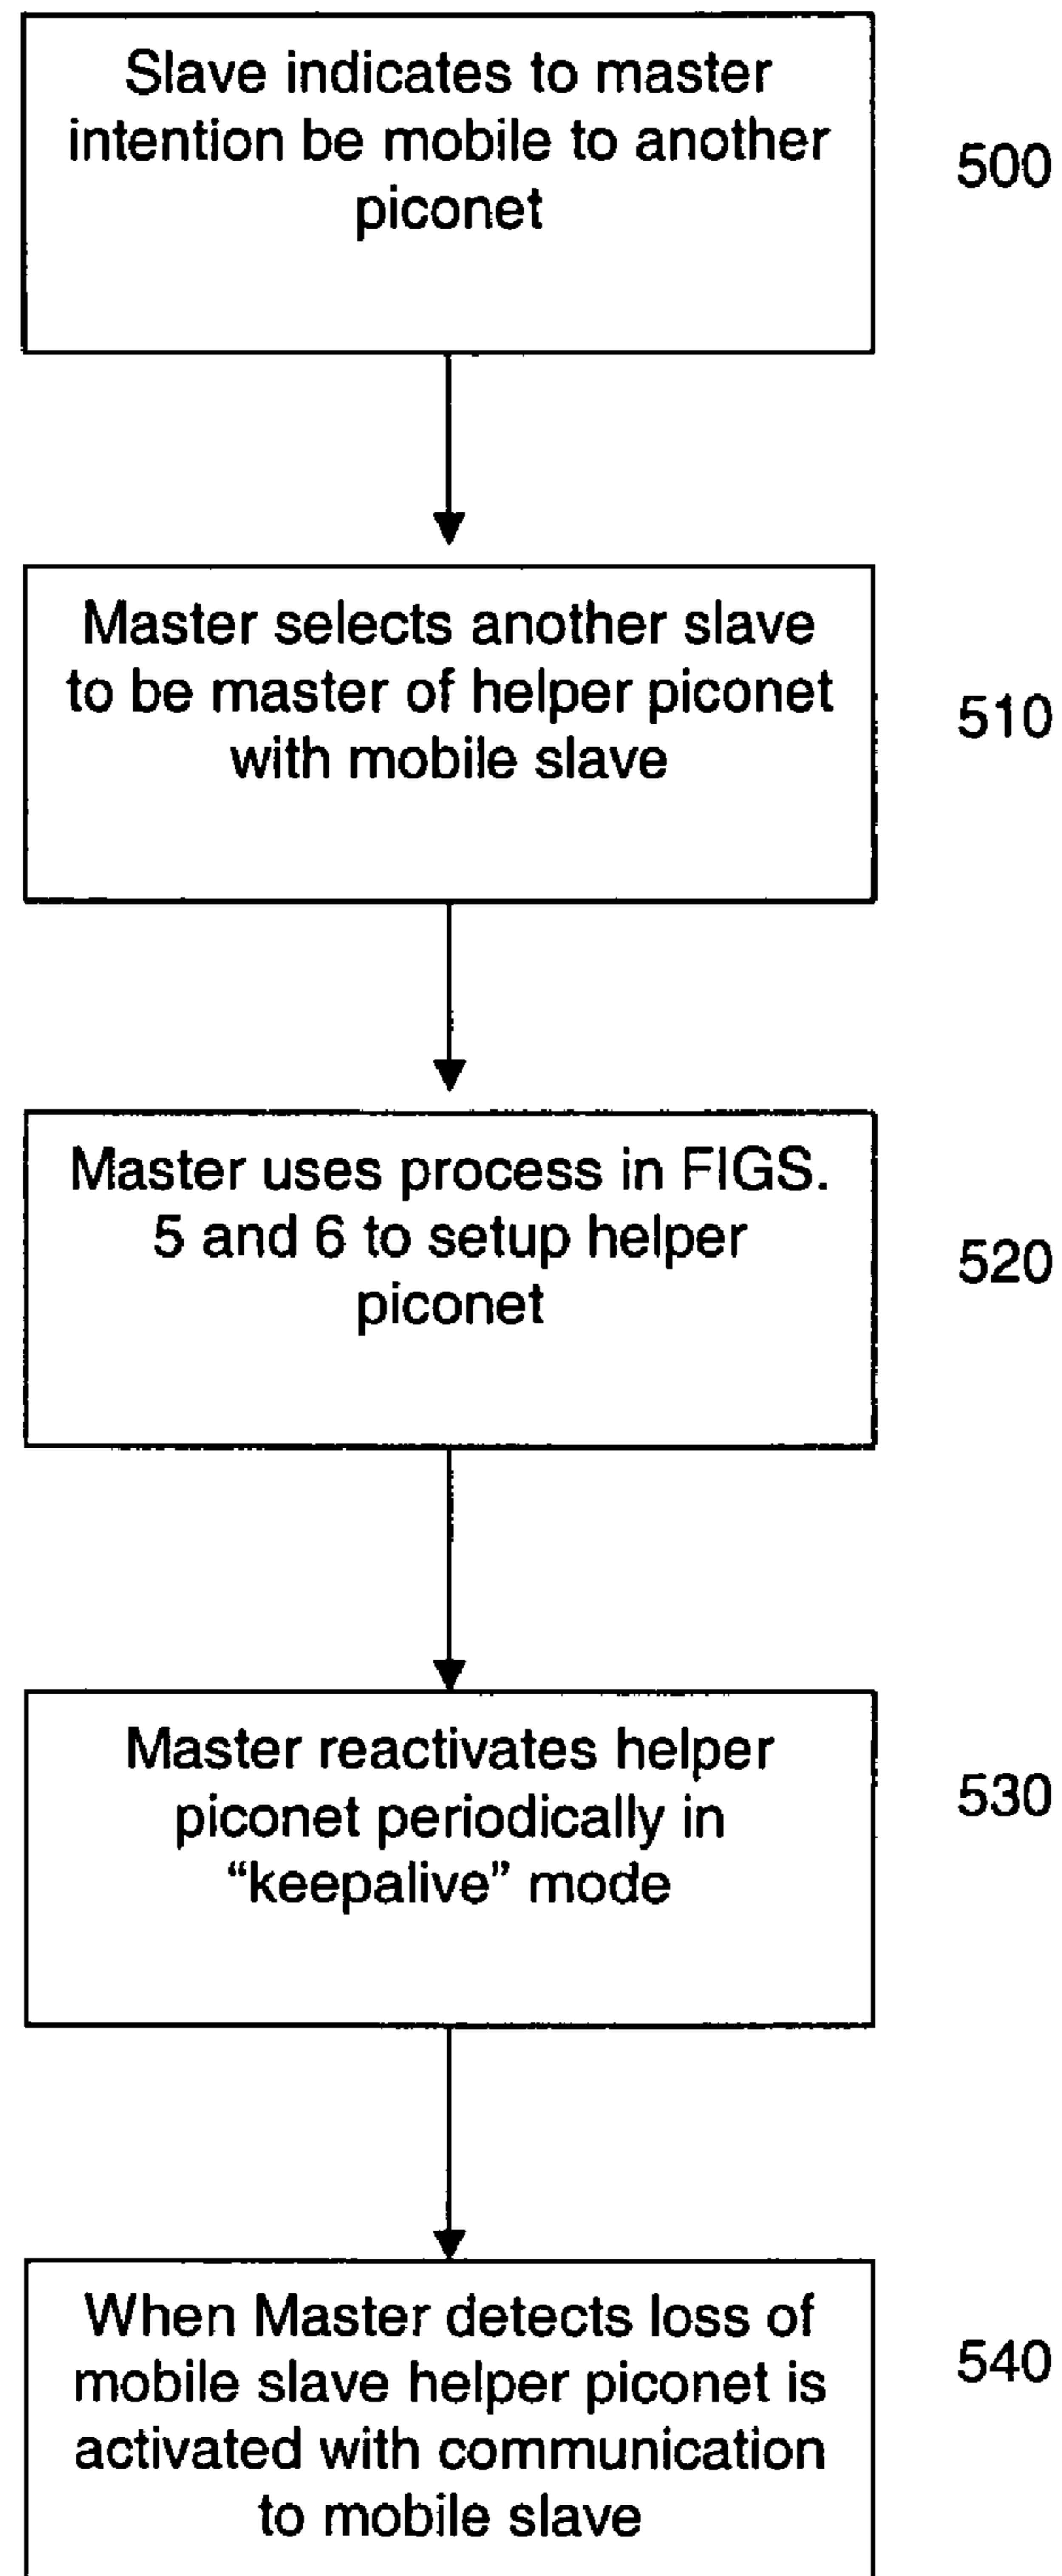 Slave indicates to master
intention be mobile to another
piconet
500
Master selects another slave
to be master of helper piconet
with mobile slave
510
Master uses process in FIGS.
5 and 6 to setup helper
piconet
520
Master reactivates helper
piconet periodically in
“keepalive” mode
530
When Master detects loss of
mobile slave helper piconet is
activated with communication
to mobile slave
540